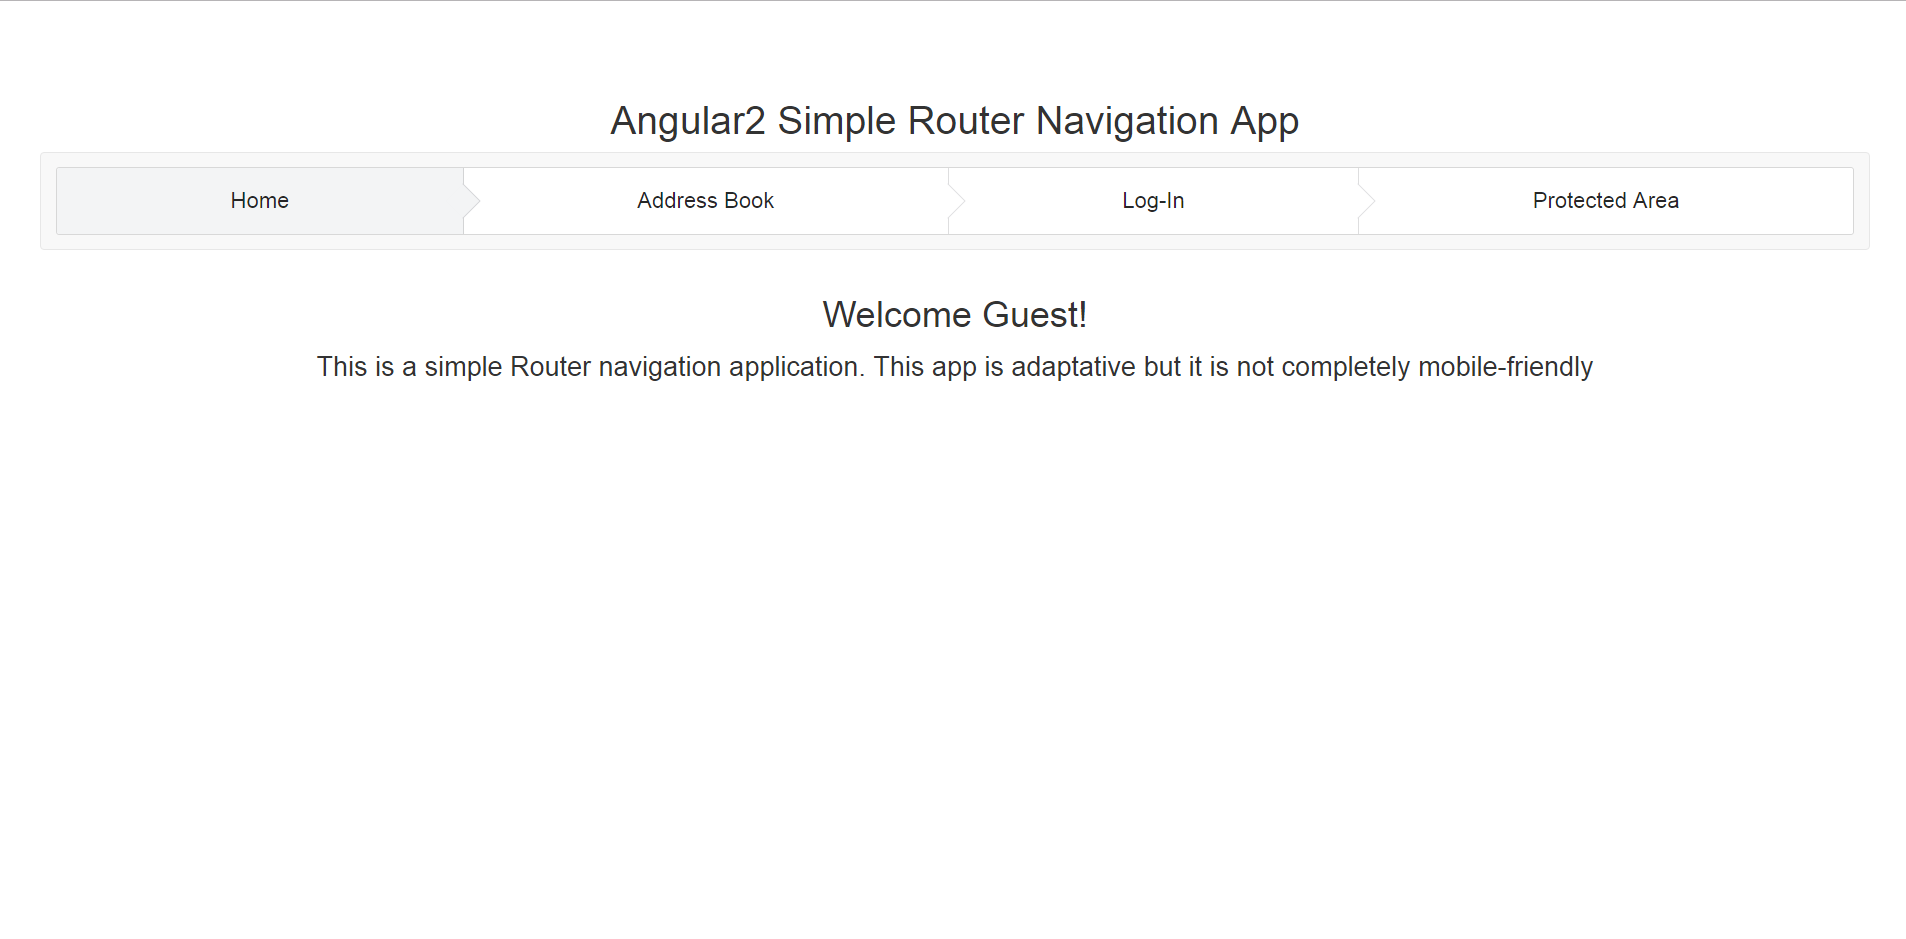 Angular2 Simple Router Navigation App
Home Address Book Log-In Protected Area
Welcome Guest!
This is a simple Router navigation application. This app is adaptative but it is not completely mobile-friendly